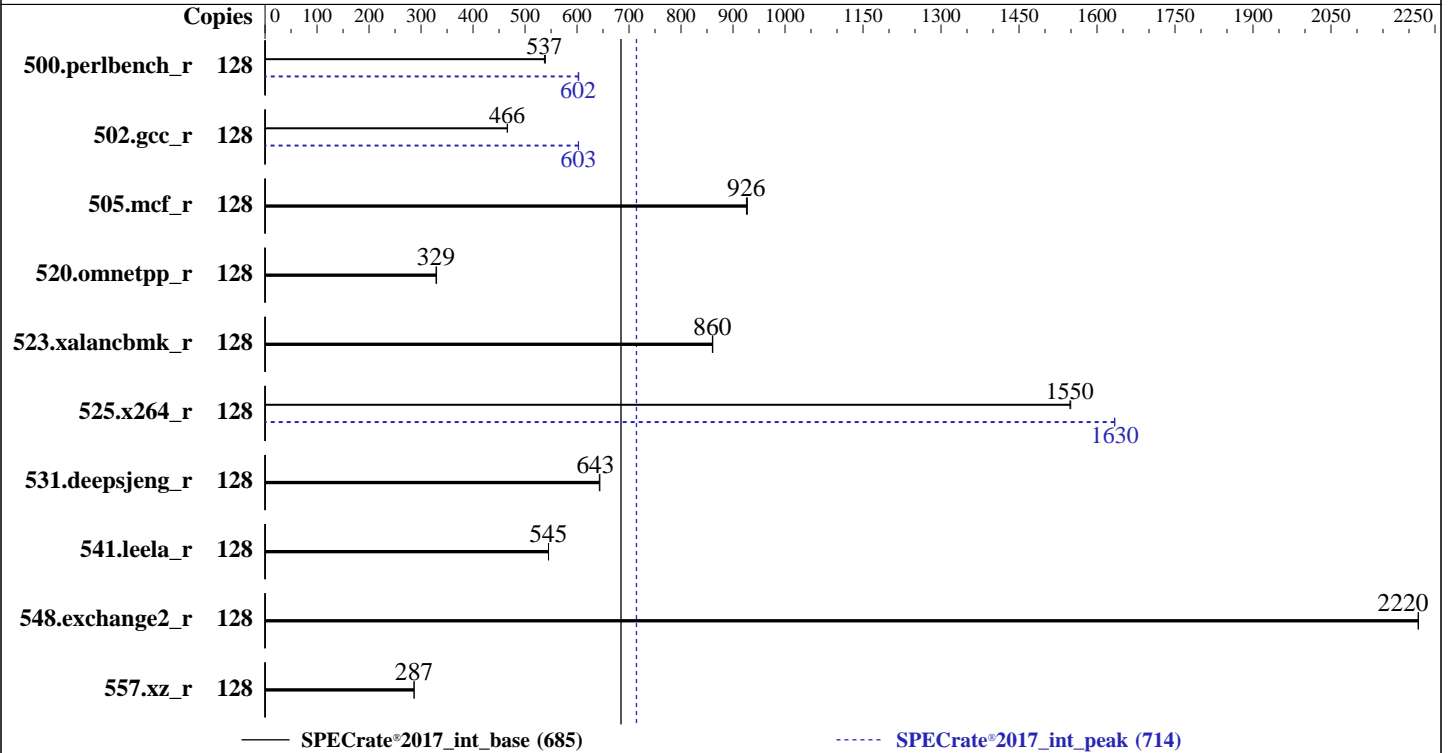 Copies 0 100 200 300 400 500 600 700 800 900 1000 1150 1300 1450 1600 1750 1900 2050 2250
500.perlbench_r 128 537
602
502.gcc_r 128 466
603
505.mcf_r 128 926
520.omnetpp_r 128 329
523.xalancbmk_r 128 860
525.x264_r 128 1550
1630
531.deepsjeng_r 128 643
541.leela_r 128 545
548.exchange2_r 128 2220
557.xz_r 128 287
SPECrate®2017_int_base (685) SPECrate®2017_int_peak (714)